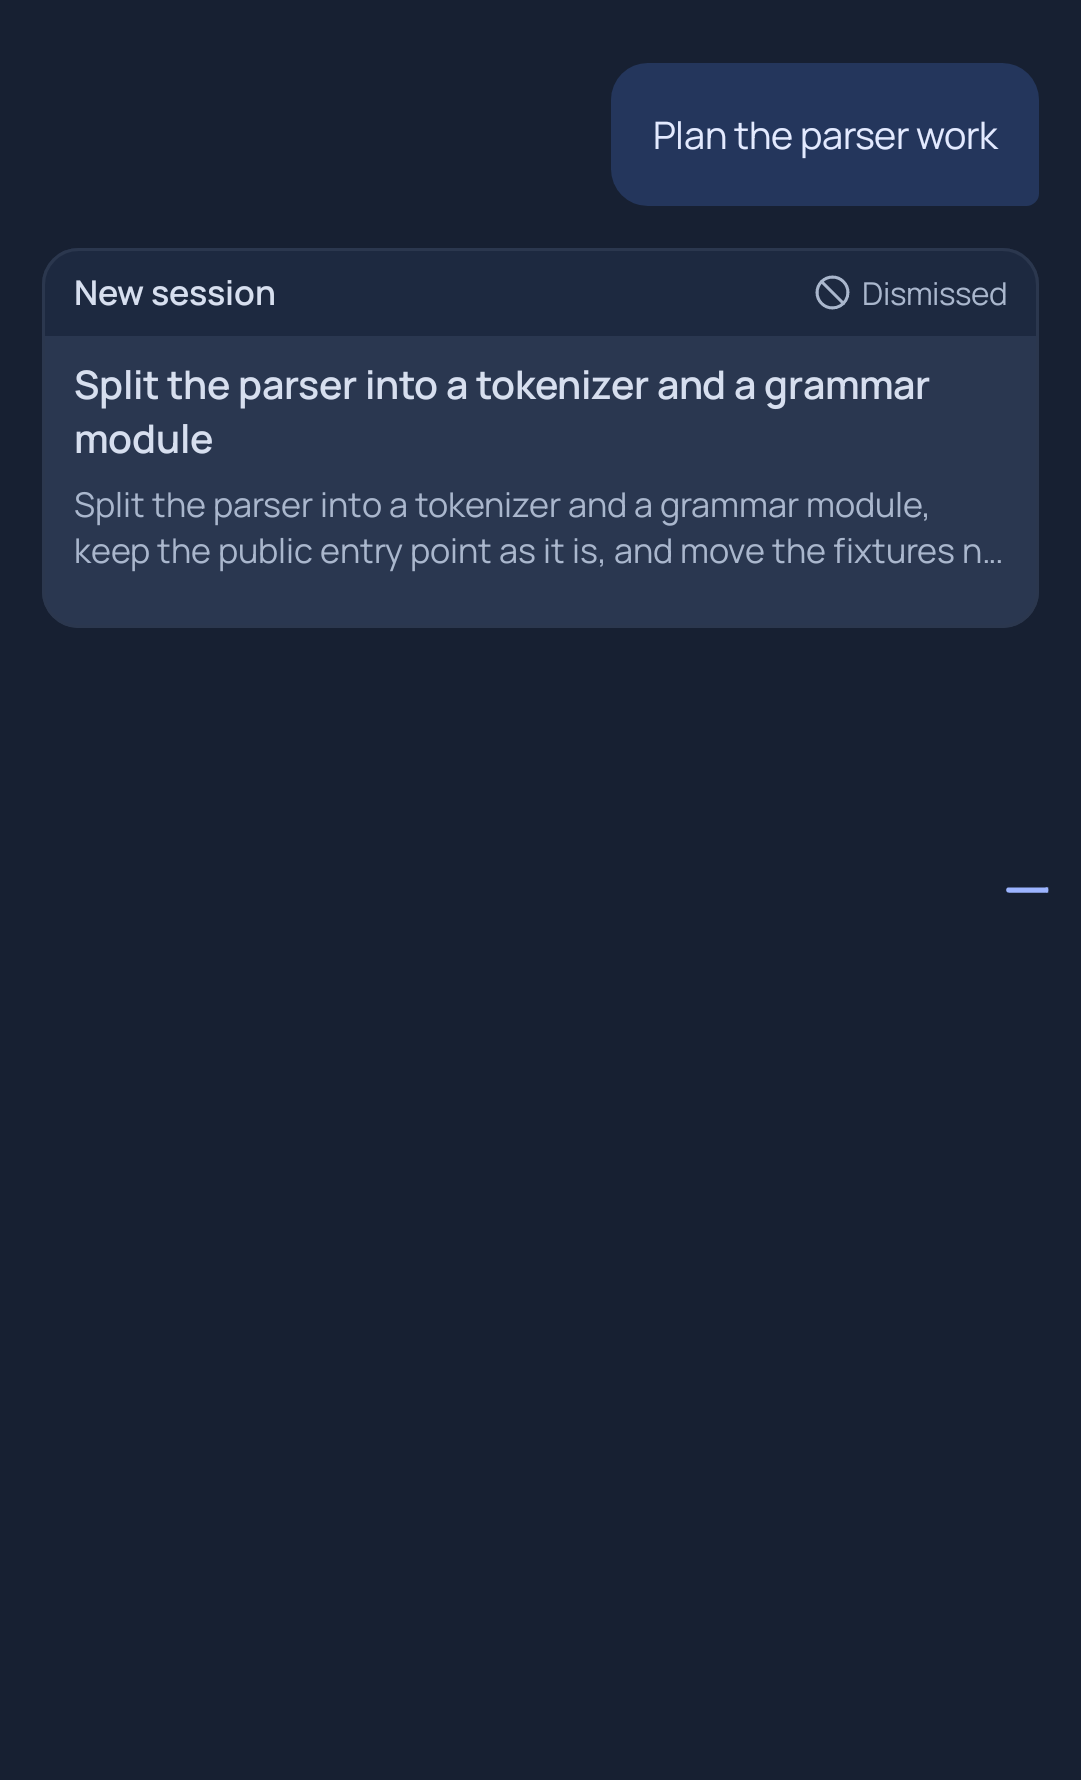 Plan the parser work
New session
Dismissed
Split the parser into a tokenizer and a grammar
module
Split the parser into a tokenizer and a grammar module,
keep the public entry point as it is, and move the fixtures n…